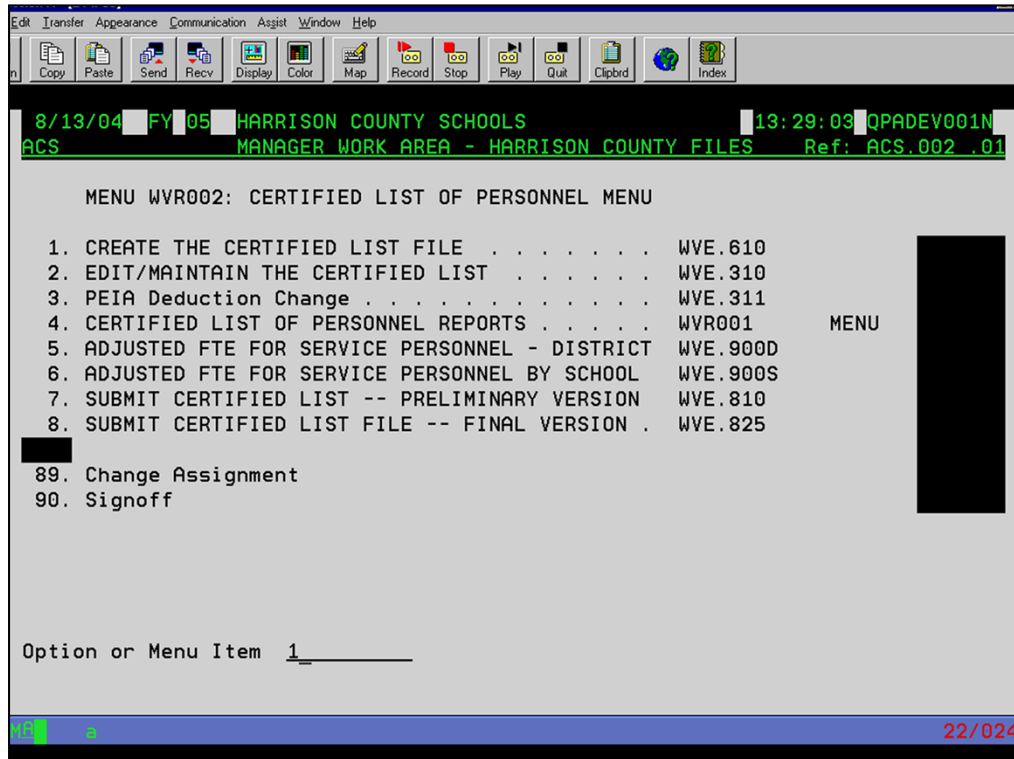 Edit Transfer Appearance Communication Assist Window Help
Copy Paste Send Recv Display Color Map Record Stop Play Quit Clipbrd Index
8/13/04 FY 05 HARRISON COUNTY SCHOOLS 13:29:03 QPADEV001N
ACS MANAGER WORK AREA - HARRISON COUNTY FILES Ref: ACS.002 .01
MENU WVR002: CERTIFIED LIST OF PERSONNEL MENU
1. CREATE THE CERTIFIED LIST FILE . . . . . . . WVE.610
2. EDIT/MAINTAIN THE CERTIFIED LIST . . . . . . WVE.310
3. PEIA Deduction Change . . . . . . . . . . . . WVE.311
4. CERTIFIED LIST OF PERSONNEL REPORTS . . . . . WVR001 MENU
5. ADJUSTED FTE FOR SERVICE PERSONNEL - DISTRICT WVE.900D
6. ADJUSTED FTE FOR SERVICE PERSONNEL BY SCHOOL WVE.900S
7. SUBMIT CERTIFIED LIST -- PRELIMINARY VERSION WVE.810
8. SUBMIT CERTIFIED LIST FILE -- FINAL VERSION . WVE.825
89. Change Assignment
90. Signoff
Option or Menu Item 1_
MA a 22/024